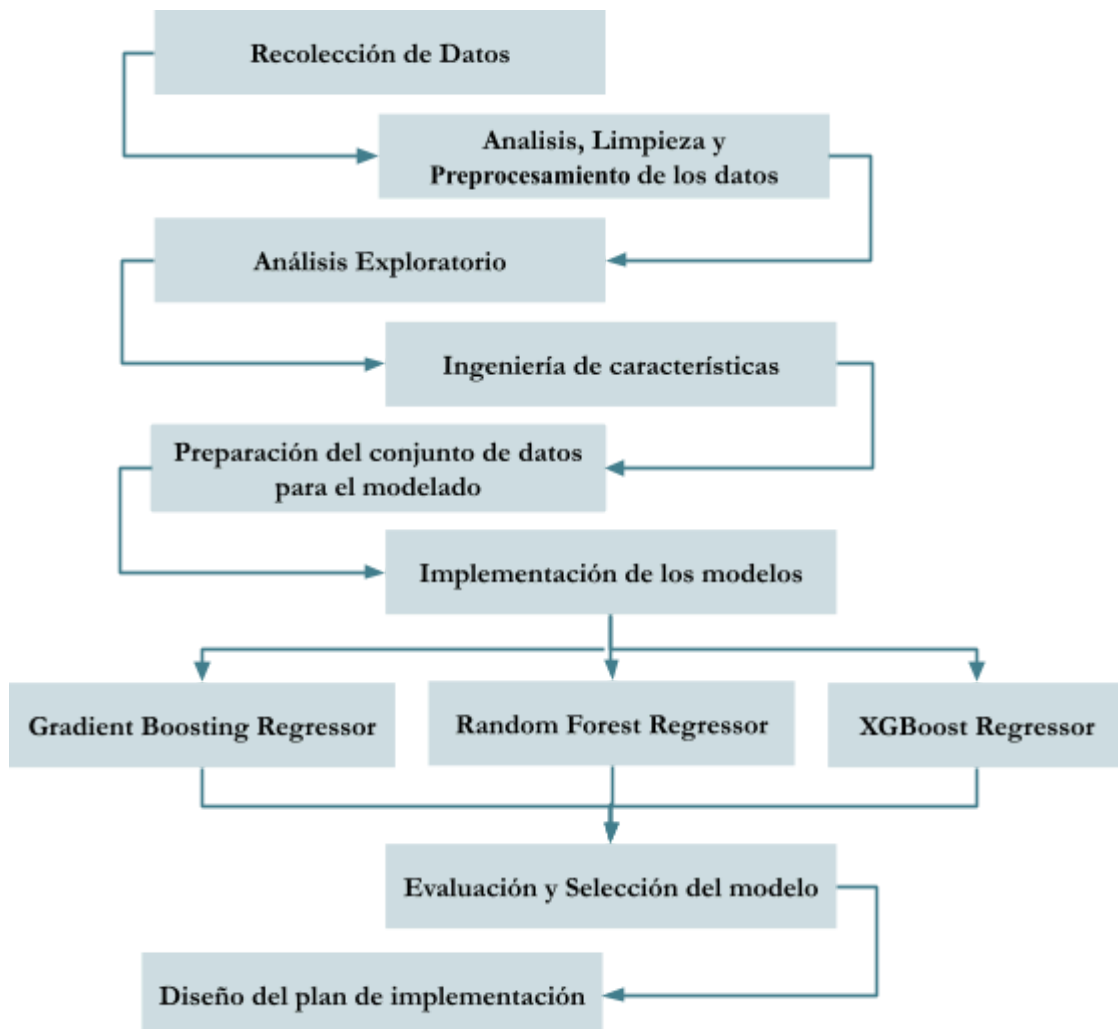 Recolección de Datos
Analisis, Limpieza y
Preprocesamiento de los datos
Análisis Exploratorio
Ingeniería de características
Preparación del conjunto de datos
para el modelado
Implementación de los modelos
Gradient Boosting Regressor
Random Forest Regressor
XGBoost Regressor
Evaluación y Selección del modelo
Diseño del plan de implementación